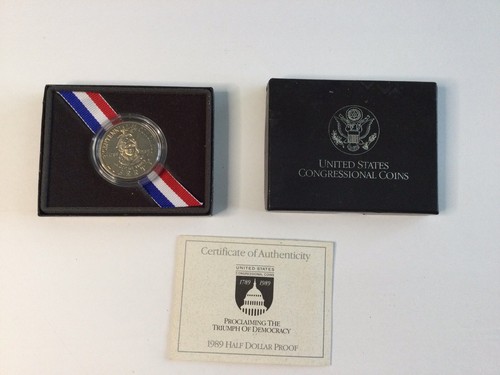 UNITED STATES
CONGRESSIONAL COINS
Certificate of Authenticity
UNITED STATES
CONGRESSIONAL COINS
1789 1989
PROCLAIMING THE
TRIUMPH OF DEMOCRACY
1989 HALF DOLLAR PROOF